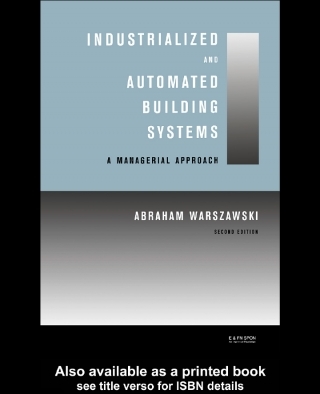 INDUSTRIALIZED
AND
AUTOMATED
BUILDING
SYSTEMS
A MANAGERIAL APPROACH
ABRAHAM WARSZAWSKI
SECOND EDITION
E & FN SPON
Also available as a printed book
see title verso for ISBN details